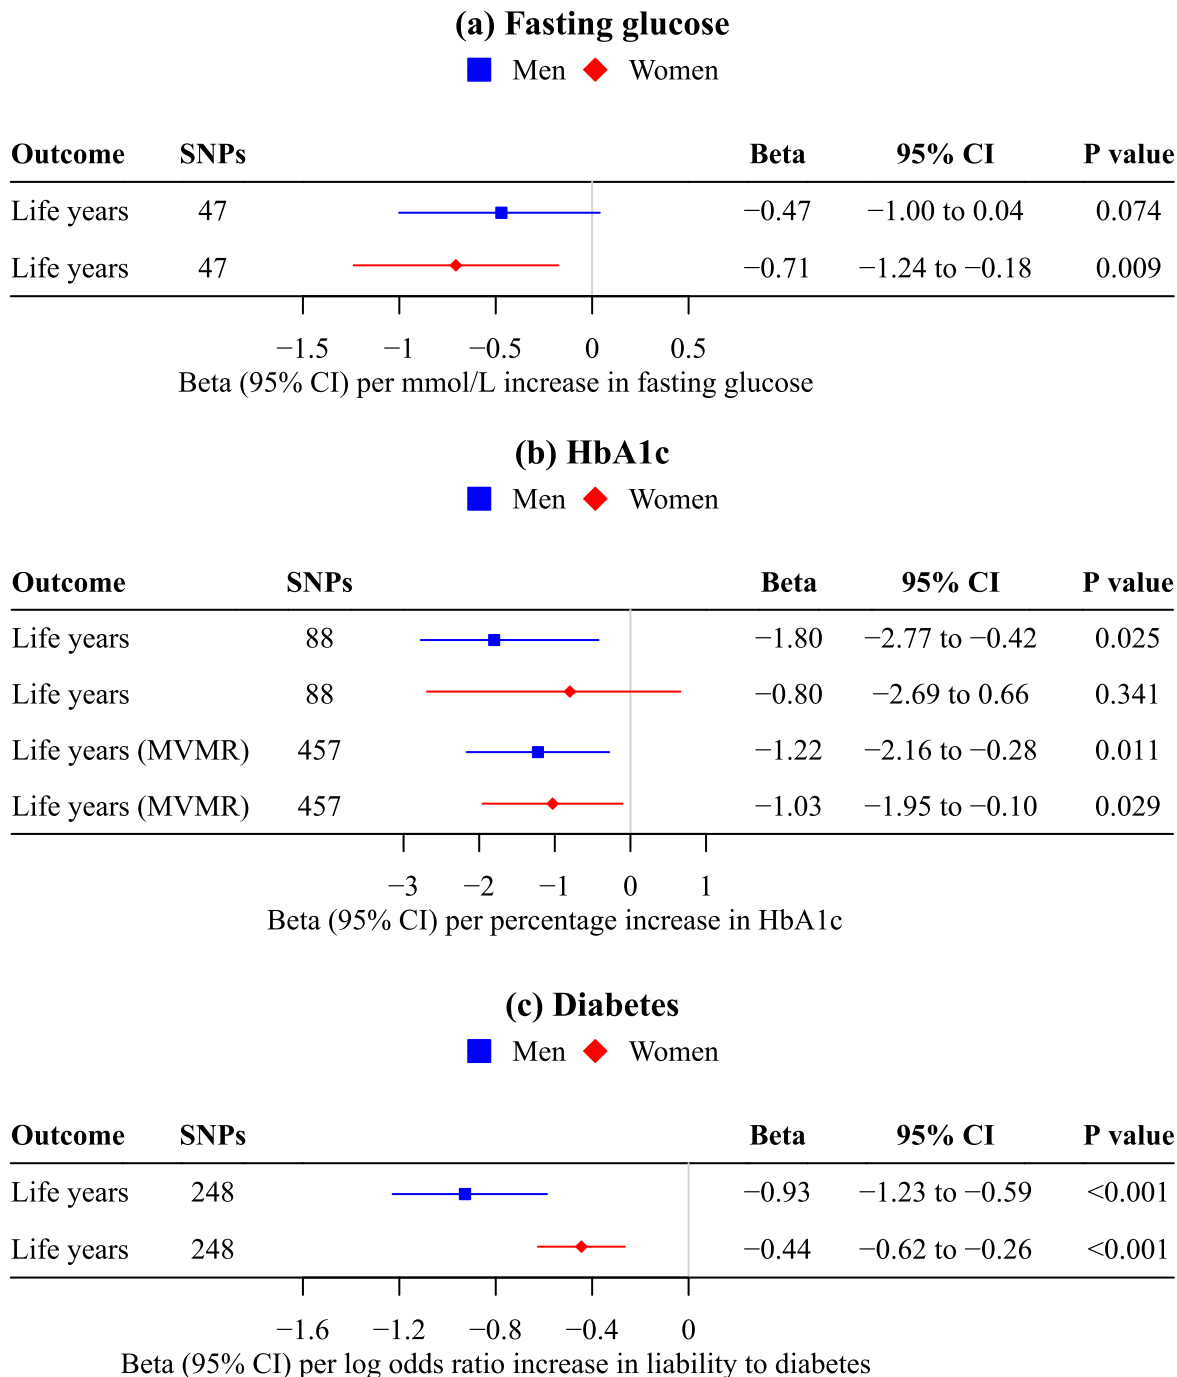 (a) Fasting glucose
Men Women
Outcome SNPs Beta 95% CI P value
Life years 47 −0.47 −1.00 to 0.04 0.074
Life years 47 −0.71 −1.24 to −0.18 0.009
−1.5 −1 −0.5 0 0.5
Beta (95% CI) per mmol/L increase in fasting glucose
(b) HbA1c
Men Women
Outcome SNPs Beta 95% CI P value
Life years 88 −1.80 −2.77 to −0.42 0.025
Life years 88 −0.80 −2.69 to 0.66 0.341
Life years (MVMR) 457 −1.22 −2.16 to −0.28 0.011
Life years (MVMR) 457 −1.03 −1.95 to −0.10 0.029
−3 −2 −1 0 1
Beta (95% CI) per percentage increase in HbA1c
(c) Diabetes
Men Women
Outcome SNPs Beta 95% CI P value
Life years 248 −0.93 −1.23 to −0.59 <0.001
Life years 248 −0.44 −0.62 to −0.26 <0.001
−1.6 −1.2 −0.8 −0.4 0
Beta (95% CI) per log odds ratio increase in liability to diabetes